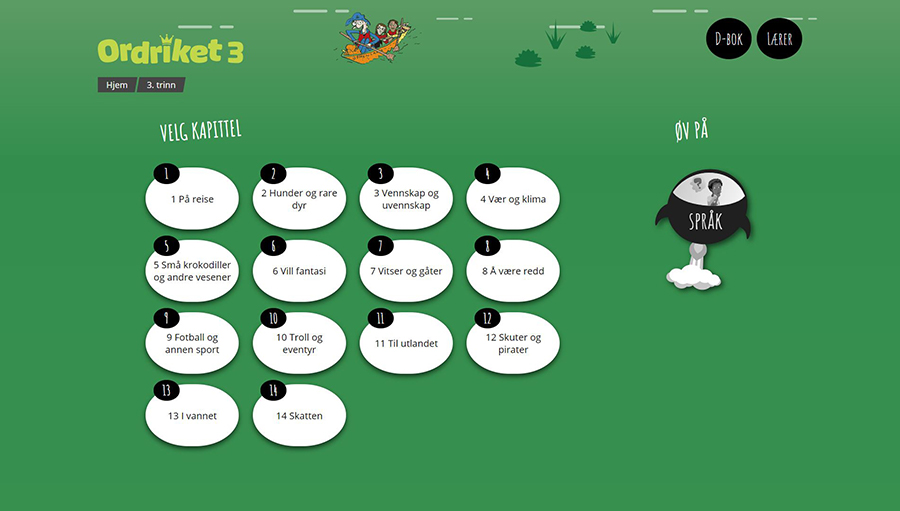 Ordriket 3
D-BOK
LÆRER
Hjem
3. trinn
VELG KAPITTEL
ØV PÅ
1
1 På reise
2
2 Hunder og rare
dyr
3
3 Vennskap og
uvennskap
4
4 Vær og klima
SPRÅK
5
5 Små krokodiller
og andre vesener
6
6 Vill fantasi
7
7 Vitser og gåter
8
8 Å være redd
9
9 Fotball og
annen sport
10
10 Troll og
eventyr
11
11 Til utlandet
12
12 Skuter og
pirater
13
13 I vannet
14
14 Skatten